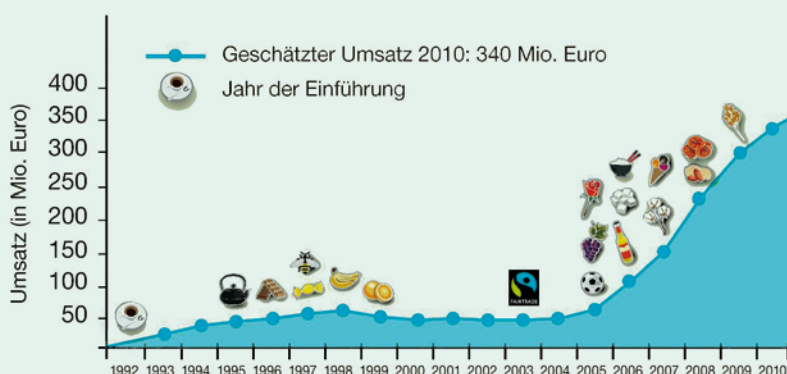 Geschätzter Umsatz 2010: 340 Mio. Euro
Jahr der Einführung
Umsatz (in Mio. Euro)
400
350
300
250
200
150
100
50
FAIRTRADE
1992 1993 1994 1995 1996 1997 1998 1999 2000 2001 2002 2003 2004 2005 2006 2007 2008 2009 2010